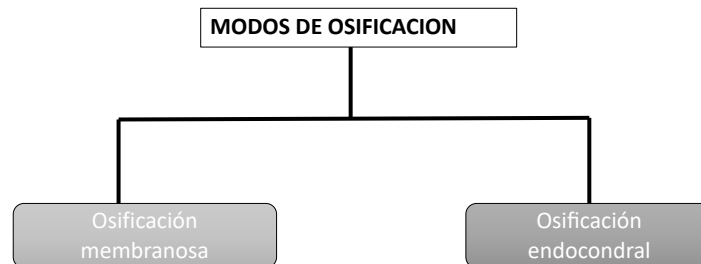 MODOS DE OSIFICACION
Osificación
membranosa
Osificación
endocondral